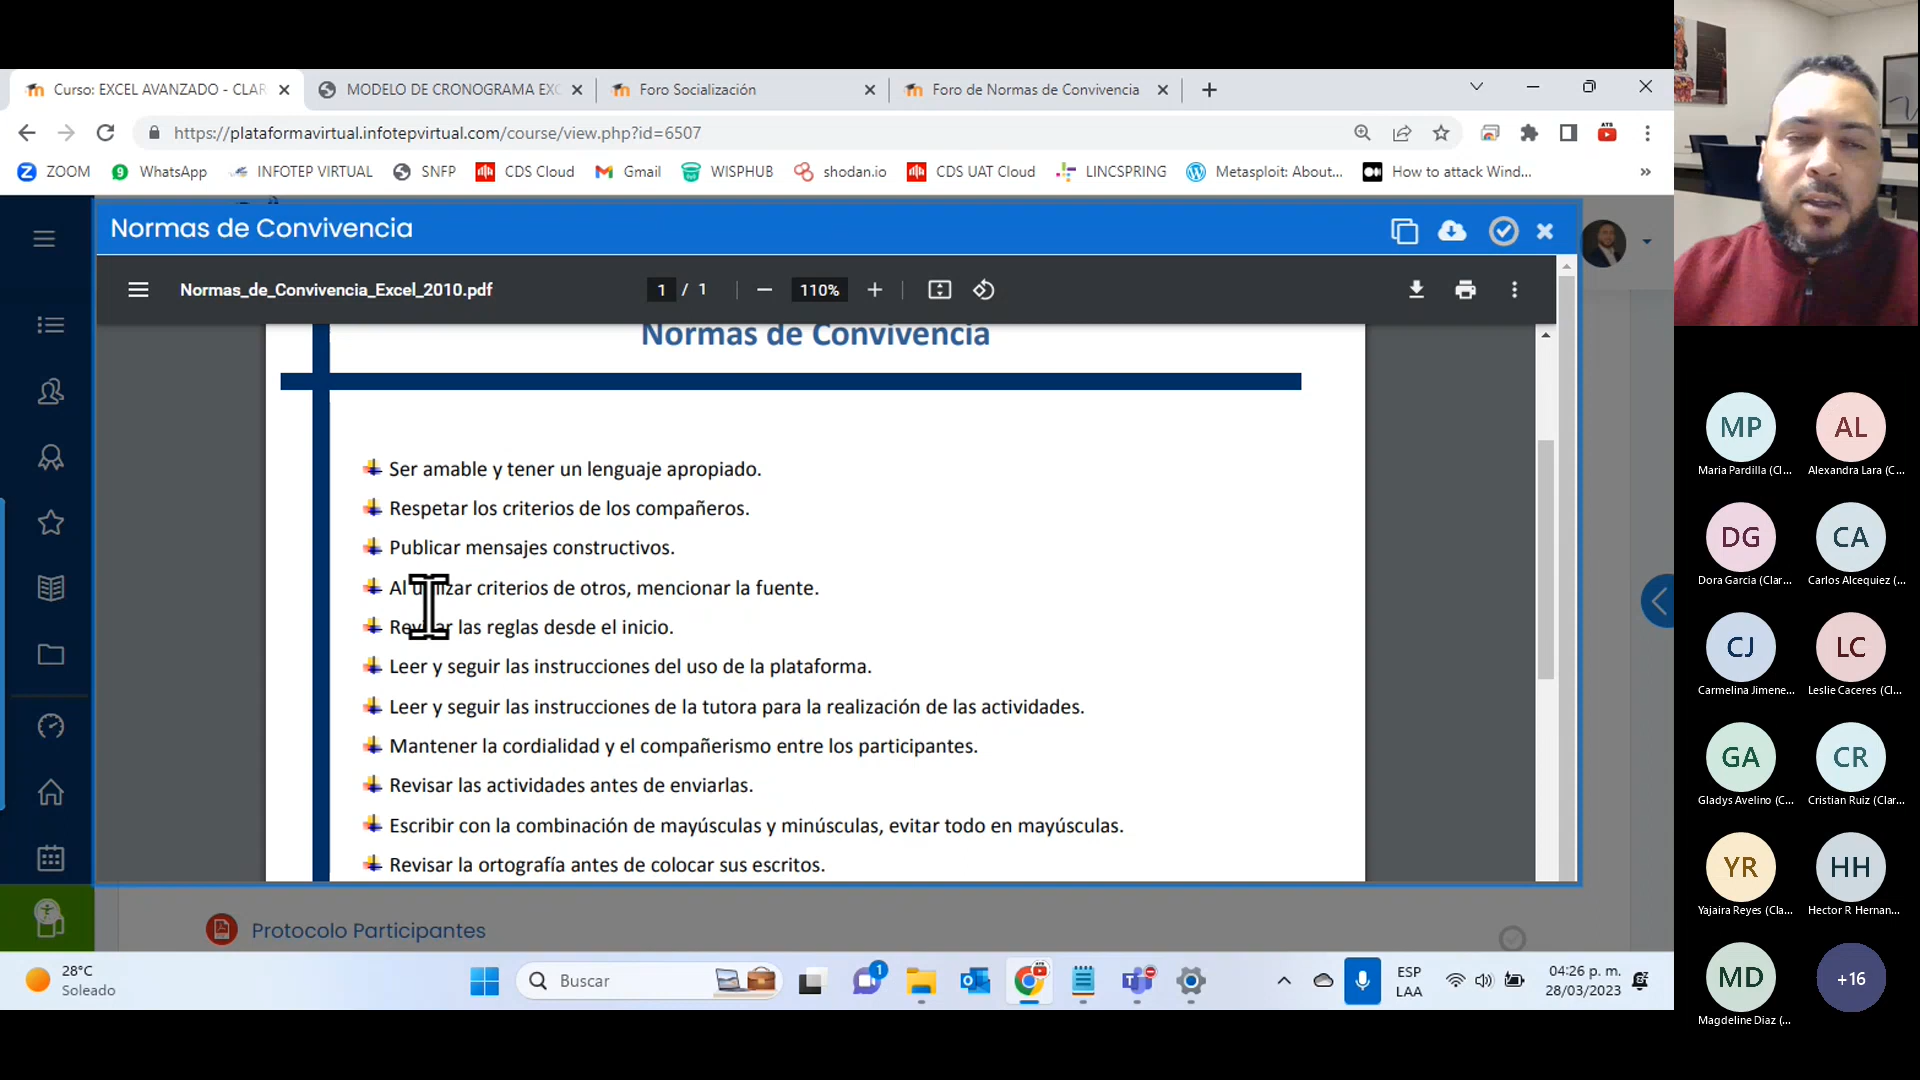 Curso: EXCEL AVANZADO - CLAR
MODELO DE CRONOGRAMA EXC
Foro Socialización
Foro de Normas de Convivencia
https://plataformavirtual.infotepvirtual.com/course/view.php?id=6507
ZOOM
WhatsApp
INFOTEP VIRTUAL
SNFP
CDS Cloud
Gmail
WISPHUB
shodan.io
CDS UAT Cloud
LINCSPRING
Metasploit: About...
How to attack Wind...
»
Normas de Convivencia
Normas_de_Convivencia_Excel_2010.pdf
1 / 1
110%
Normas de Convivencia
Ser amable y tener un lenguaje apropiado.
Respetar los criterios de los compañeros.
Publicar mensajes constructivos.
Al utilizar criterios de otros, mencionar la fuente.
Revisar las reglas desde el inicio.
Leer y seguir las instrucciones del uso de la plataforma.
Leer y seguir las instrucciones de la tutora para la realización de las actividades.
Mantener la cordialidad y el compañerismo entre los participantes.
Revisar las actividades antes de enviarlas.
Escribir con la combinación de mayúsculas y minúsculas, evitar todo en mayúsculas.
Revisar la ortografía antes de colocar sus escritos.
Protocolo Participantes
28°C
Soleado
Buscar
1
ESP
LAA
04:26 p. m.
28/03/2023
MP
Maria Pardilla (Cl...
AL
Alexandra Lara (C...
DG
Dora Garcia (Clar...
CA
Carlos Alcequiez (...
CJ
Carmelina Jimene...
LC
Leslie Caceres (Cl...
GA
Gladys Avelino (C...
CR
Cristian Ruiz (Clar...
YR
Yajaira Reyes (Cla...
HH
Hector R Hernan...
MD
Magdeline Diaz (...
+16